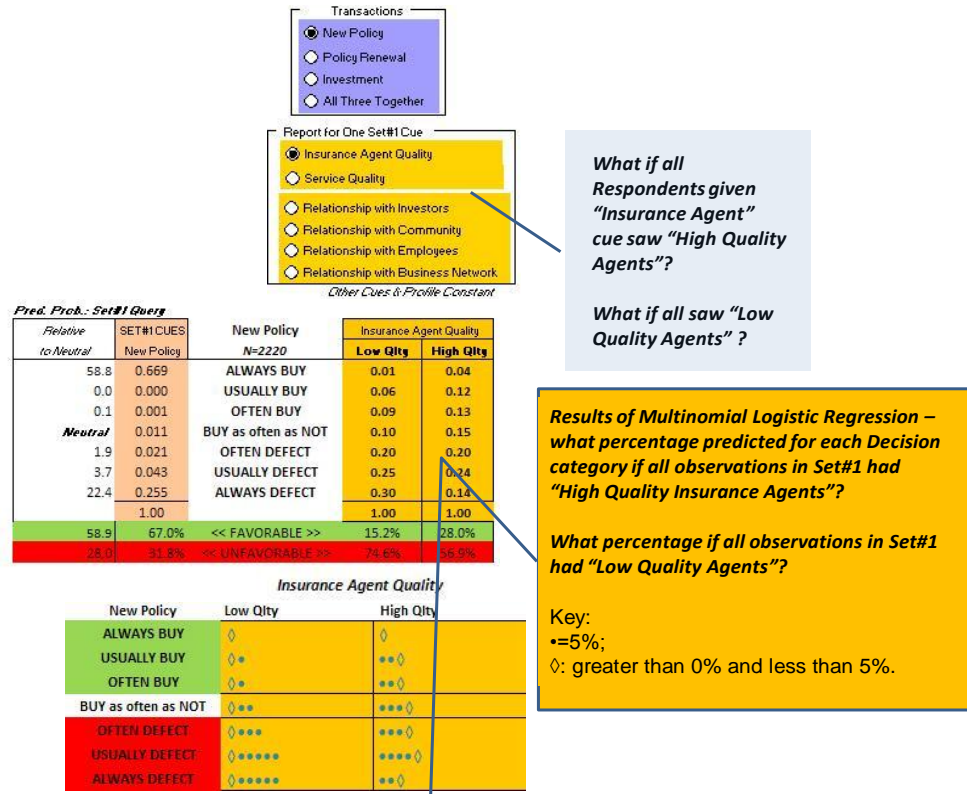 Transactions
New Policy
Policy Renewal
Investment
All Three Together
Report for One Set#1 Cue
Insurance Agent Quality
Service Quality
Relationship with Investors
Relationship with Community
Relationship with Employees
Relationship with Business Network
Other Cues & Profile Constant
What if all
Respondents given
“Insurance Agent”
cue saw “High Quality
Agents”?
What if all saw “Low
Quality Agents” ?
Pred. Prob.: Set#1 Query
Relative SET#1 CUES New Policy Insurance Agent Quality
to Neutral New Policy N=2220 Low Qlty High Qlty
58.8 0.669 ALWAYS BUY 0.01 0.04
0.0 0.000 USUALLY BUY 0.06 0.12
0.1 0.001 OFTEN BUY 0.09 0.13
Neutral 0.011 BUY as often as NOT 0.10 0.15
1.9 0.021 OFTEN DEFECT 0.20 0.20
3.7 0.043 USUALLY DEFECT 0.25 0.24
22.4 0.255 ALWAYS DEFECT 0.30 0.14
1.00 1.00 1.00
58.9 67.0% << FAVORABLE >> 15.2% 28.0%
28.0 31.8% << UNFAVORABLE >> 74.6% 56.9%
Results of Multinomial Logistic Regression –
what percentage predicted for each Decision
category if all observations in Set#1 had
“High Quality Insurance Agents”?
What percentage if all observations in Set#1
had “Low Quality Agents”?
Key:
•=5%;
◊: greater than 0% and less than 5%.
Insurance Agent Quality
New Policy Low Qlty High Qlty
ALWAYS BUY ◊ ◊
USUALLY BUY ◊• ••◊
OFTEN BUY ◊• ••◊
BUY as often as NOT ◊•• •••◊
OFTEN DEFECT ◊••• •••◊
USUALLY DEFECT ◊••••• ••••◊
ALWAYS DEFECT ◊••••• ••◊